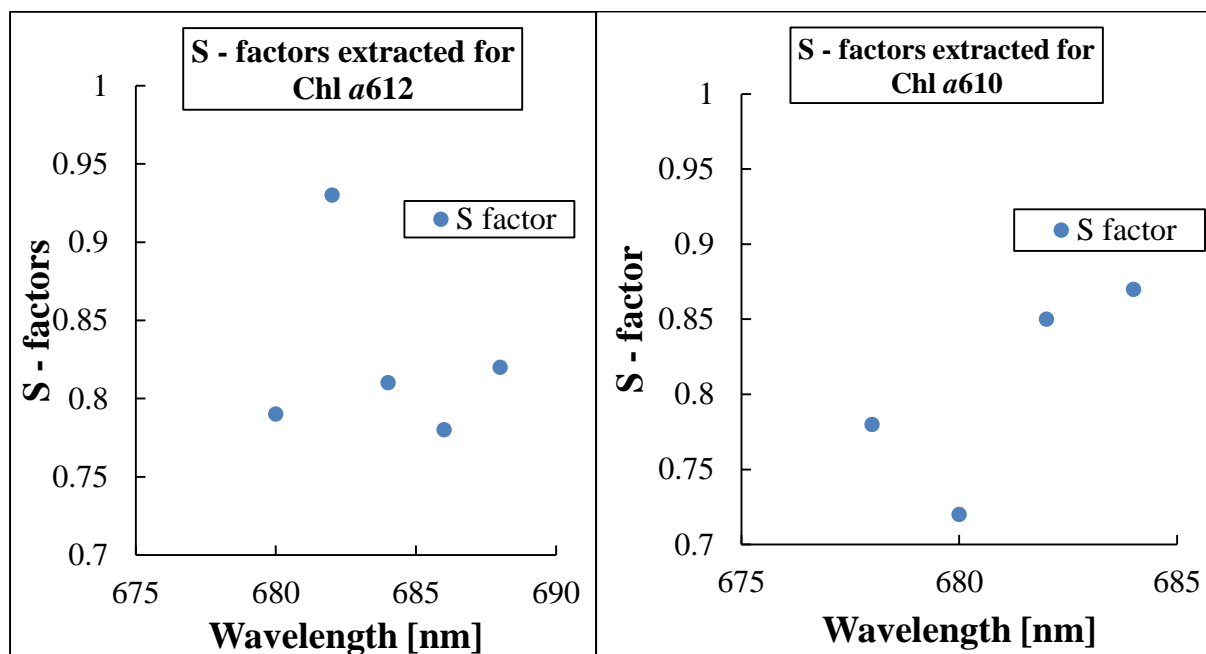 S - factors extracted for
Chl a612
S - factors
1
0.95
0.9
0.85
0.8
0.75
0.7
S factor
675 680 685 690
Wavelength [nm]
S - factors extracted for
Chl a610
S - factor
1
0.95
0.9
0.85
0.8
0.75
0.7
S factor
675 680 685
Wavelength [nm]